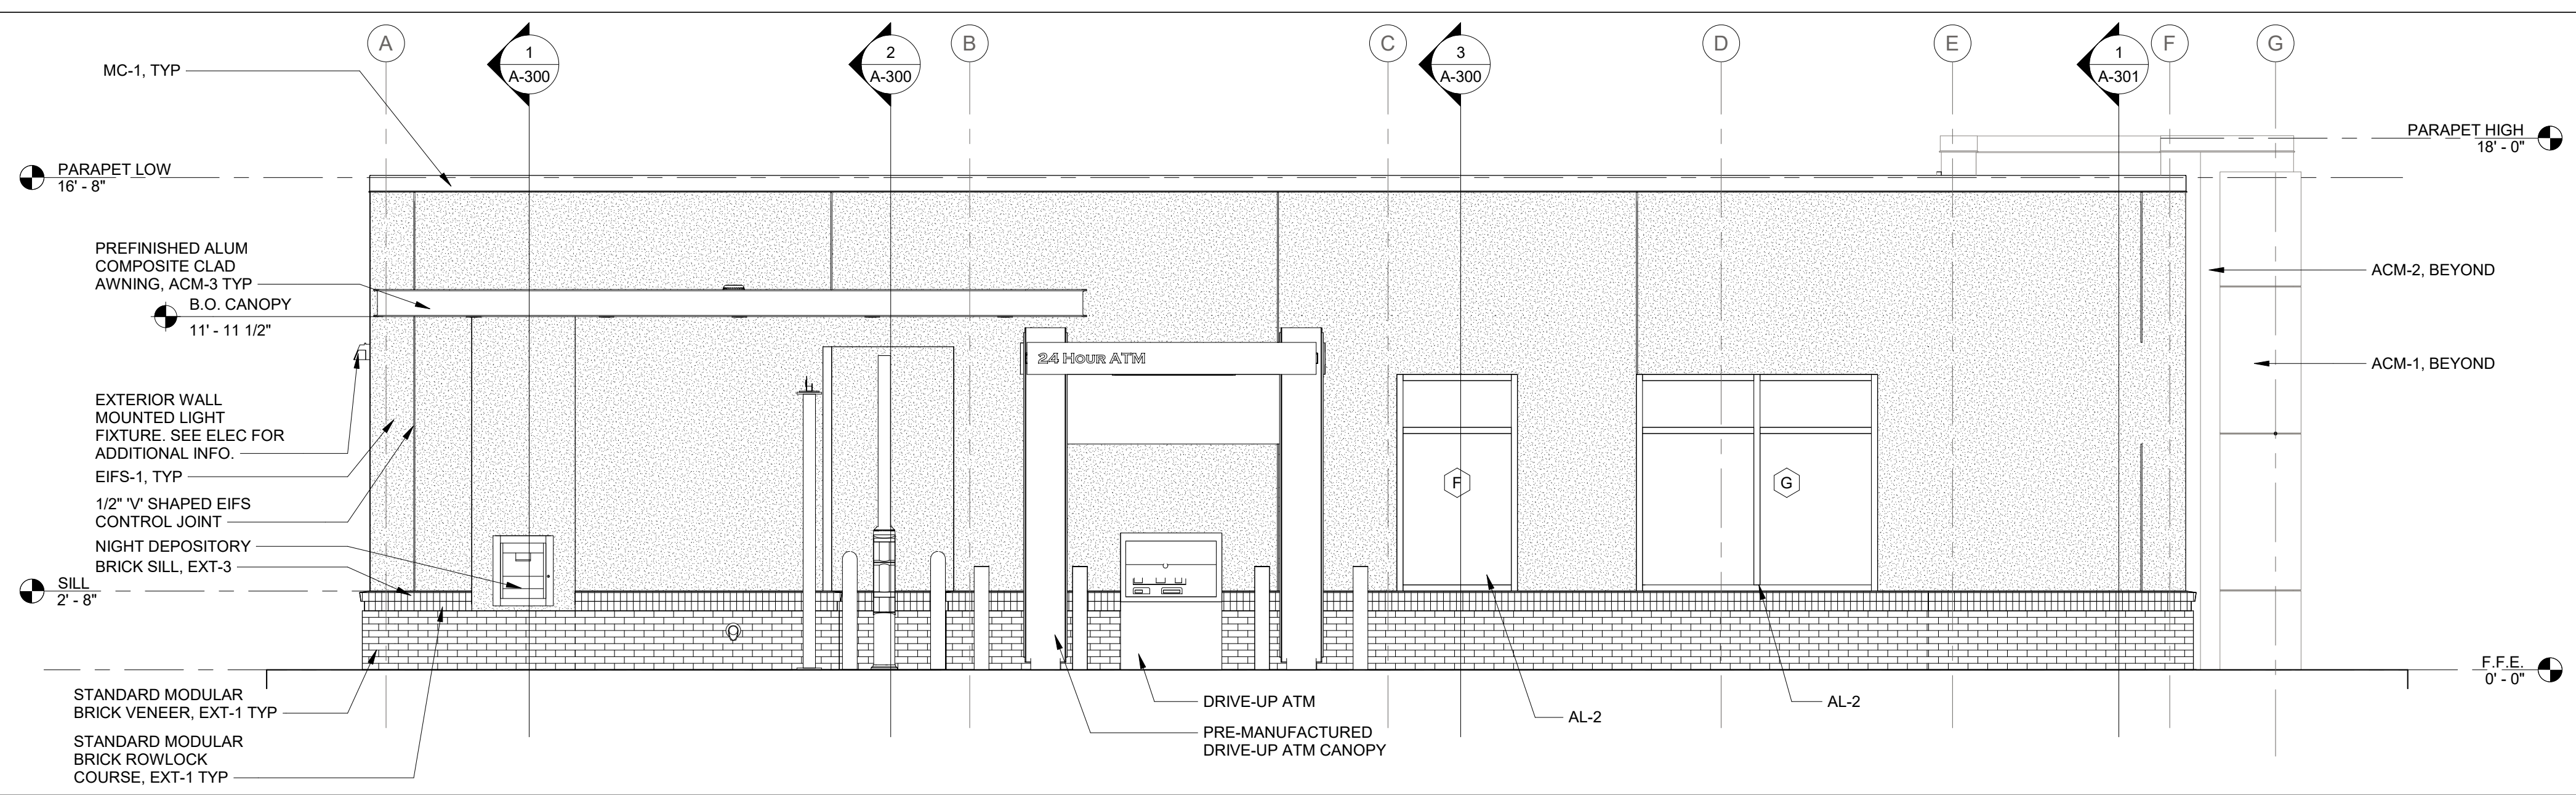 A
1
A-300
2
A-300
B
C
3
A-300
D
E
1
A-301
F
G
MC-1, TYP
PARAPET HIGH
18' - 0"
PARAPET LOW
16' - 8"
PREFINISHED ALUM
COMPOSITE CLAD
AWNING, ACM-3 TYP
B.O. CANOPY
11' - 11 1/2"
ACM-2, BEYOND
24 HOUR ATM
ACM-1, BEYOND
EXTERIOR WALL
MOUNTED LIGHT
FIXTURE. SEE ELEC FOR
ADDITIONAL INFO.
EIFS-1, TYP
F
G
1/2" 'V' SHAPED EIFS
CONTROL JOINT
NIGHT DEPOSITORY
BRICK SILL, EXT-3
SILL
2' - 8"
F.F.E.
0' - 0"
STANDARD MODULAR
BRICK VENEER, EXT-1 TYP
STANDARD MODULAR
BRICK ROWLOCK
COURSE, EXT-1 TYP
DRIVE-UP ATM
PRE-MANUFACTURED
DRIVE-UP ATM CANOPY
AL-2
AL-2